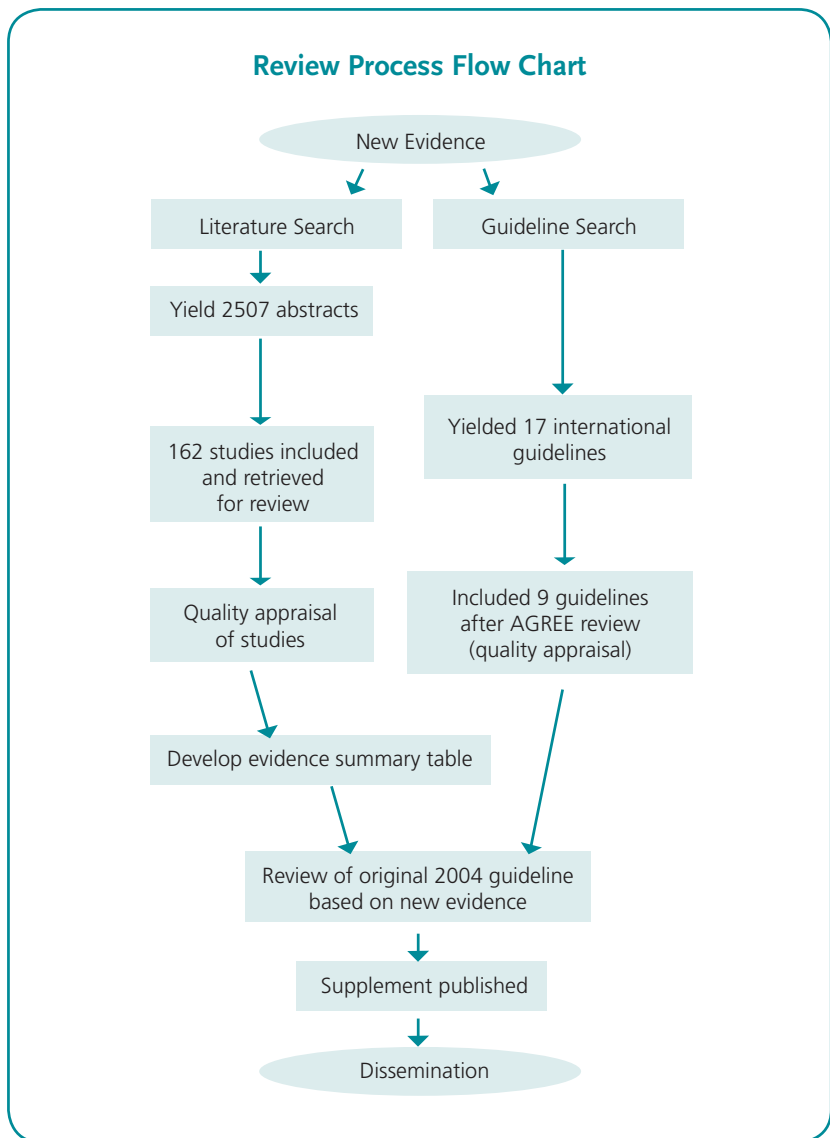 Review Process Flow Chart
New Evidence
Literature Search
Guideline Search
Yield 2507 abstracts
162 studies included
and retrieved
for review
Yielded 17 international
guidelines
Quality appraisal
of studies
Included 9 guidelines
after AGREE review
(quality appraisal)
Develop evidence summary table
Review of original 2004 guideline
based on new evidence
Supplement published
Dissemination